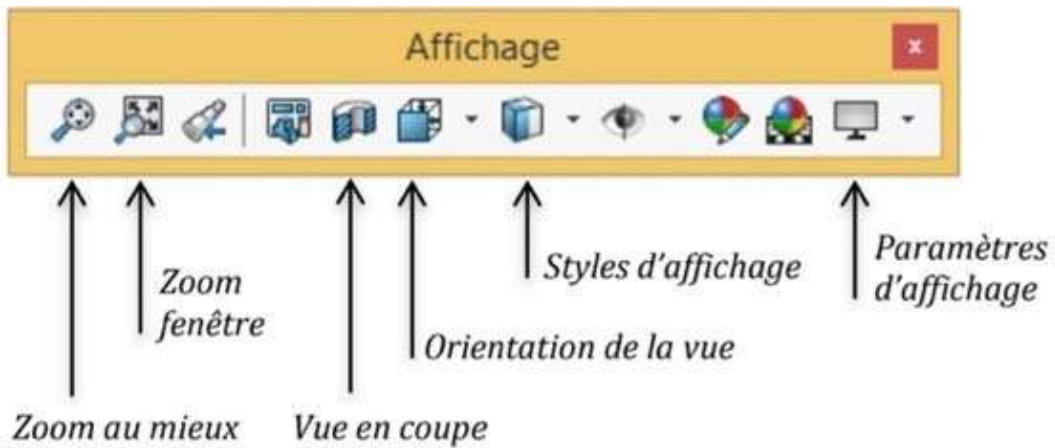 Affichage
x
Styles d'affichage
Paramètres
d'affichage
Zoom
fenêtre
Orientation de la vue
Zoom au mieux
Vue en coupe